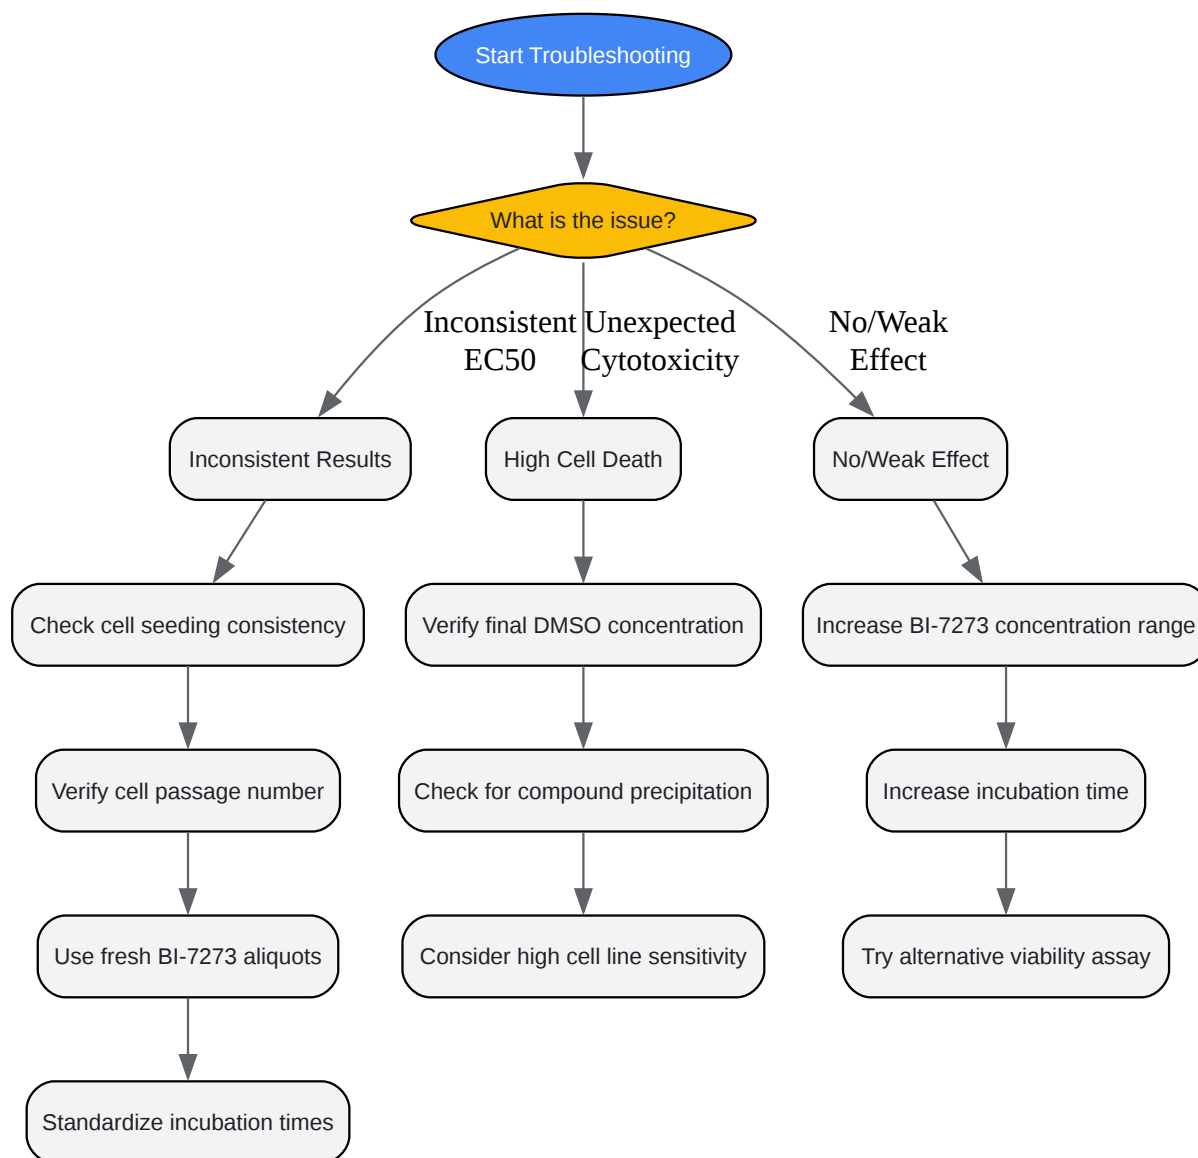 Start Troubleshooting
What is the issue?
Inconsistent
EC50
Unexpected
Cytotoxicity
No/Weak
Effect
Inconsistent Results
High Cell Death
No/Weak Effect
Check cell seeding consistency
Verify final DMSO concentration
Increase BI-7273 concentration range
Verify cell passage number
Check for compound precipitation
Increase incubation time
Use fresh BI-7273 aliquots
Consider high cell line sensitivity
Try alternative viability assay
Standardize incubation times